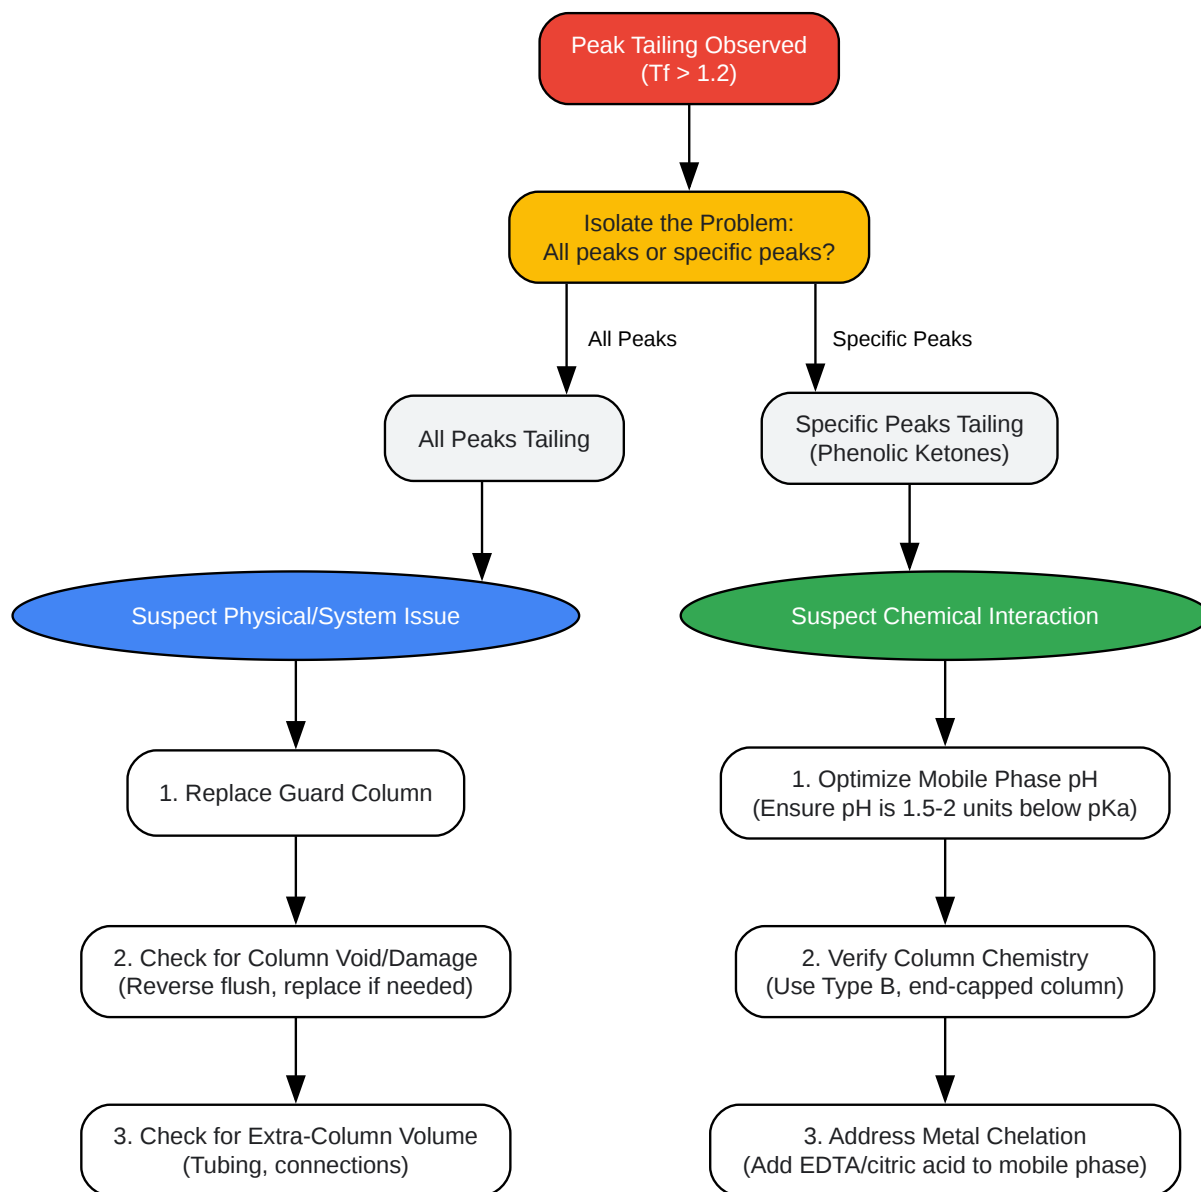 Peak Tailing Observed
(Tf > 1.2)
Isolate the Problem:
All peaks or specific peaks?
All Peaks
Specific Peaks
All Peaks Tailing
Specific Peaks Tailing
(Phenolic Ketones)
Suspect Physical/System Issue
Suspect Chemical Interaction
1. Replace Guard Column
1. Optimize Mobile Phase pH
(Ensure pH is 1.5-2 units below pKa)
2. Check for Column Void/Damage
(Reverse flush, replace if needed)
2. Verify Column Chemistry
(Use Type B, end-capped column)
3. Check for Extra-Column Volume
(Tubing, connections)
3. Address Metal Chelation
(Add EDTA/citric acid to mobile phase)